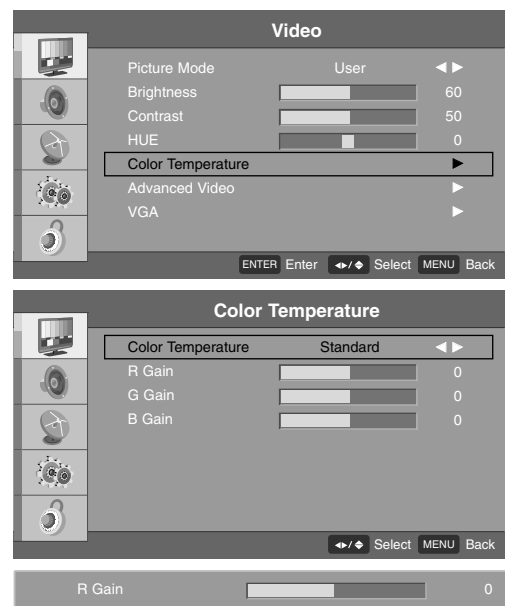 Video
Picture Mode User
Brightness 60
Contrast 50
HUE 0
Color Temperature
Advanced Video
VGA
ENTER Enter Select MENU Back
Color Temperature
Color Temperature Standard
R Gain 0
G Gain 0
B Gain 0
Select MENU Back
R Gain 0